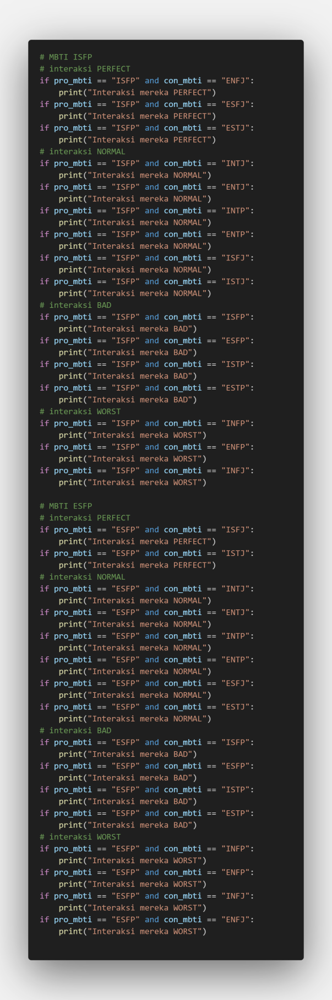 # MBTI ISFP
# interaksi PERFECT
if pro_mbti == "ISFP" and con_mbti == "ENFJ":
    print("Interaksi mereka PERFECT")
if pro_mbti == "ISFP" and con_mbti == "ESFJ":
    print("Interaksi mereka PERFECT")
if pro_mbti == "ISFP" and con_mbti == "ESTJ":
    print("Interaksi mereka PERFECT")
# interaksi NORMAL
if pro_mbti == "ISFP" and con_mbti == "INTJ":
    print("Interaksi mereka NORMAL")
if pro_mbti == "ISFP" and con_mbti == "ENTJ":
    print("Interaksi mereka NORMAL")
if pro_mbti == "ISFP" and con_mbti == "INTP":
    print("Interaksi mereka NORMAL")
if pro_mbti == "ISFP" and con_mbti == "ENTP":
    print("Interaksi mereka NORMAL")
if pro_mbti == "ISFP" and con_mbti == "ISFJ":
    print("Interaksi mereka NORMAL")
if pro_mbti == "ISFP" and con_mbti == "ISTJ":
    print("Interaksi mereka NORMAL")
# interaksi BAD
if pro_mbti == "ISFP" and con_mbti == "ISFP":
    print("Interaksi mereka BAD")
if pro_mbti == "ISFP" and con_mbti == "ESFP":
    print("Interaksi mereka BAD")
if pro_mbti == "ISFP" and con_mbti == "ISTP":
    print("Interaksi mereka BAD")
if pro_mbti == "ISFP" and con_mbti == "ESTP":
    print("Interaksi mereka BAD")
# interaksi WORST
if pro_mbti == "ISFP" and con_mbti == "INFP":
    print("Interaksi mereka WORST")
if pro_mbti == "ISFP" and con_mbti == "ENFP":
    print("Interaksi mereka WORST")
if pro_mbti == "ISFP" and con_mbti == "INFJ":
    print("Interaksi mereka WORST")

# MBTI ESFP
# interaksi PERFECT
if pro_mbti == "ESFP" and con_mbti == "ISFJ":
    print("Interaksi mereka PERFECT")
if pro_mbti == "ESFP" and con_mbti == "ISTJ":
    print("Interaksi mereka PERFECT")
# interaksi NORMAL
if pro_mbti == "ESFP" and con_mbti == "INTJ":
    print("Interaksi mereka NORMAL")
if pro_mbti == "ESFP" and con_mbti == "ENTJ":
    print("Interaksi mereka NORMAL")
if pro_mbti == "ESFP" and con_mbti == "INTP":
    print("Interaksi mereka NORMAL")
if pro_mbti == "ESFP" and con_mbti == "ENTP":
    print("Interaksi mereka NORMAL")
if pro_mbti == "ESFP" and con_mbti == "ESFJ":
    print("Interaksi mereka NORMAL")
if pro_mbti == "ESFP" and con_mbti == "ESTJ":
    print("Interaksi mereka NORMAL")
# interaksi BAD
if pro_mbti == "ESFP" and con_mbti == "ISFP":
    print("Interaksi mereka BAD")
if pro_mbti == "ESFP" and con_mbti == "ESFP":
    print("Interaksi mereka BAD")
if pro_mbti == "ESFP" and con_mbti == "ISTP":
    print("Interaksi mereka BAD")
if pro_mbti == "ESFP" and con_mbti == "ESTP":
    print("Interaksi mereka BAD")
# interaksi WORST
if pro_mbti == "ESFP" and con_mbti == "INFP":
    print("Interaksi mereka WORST")
if pro_mbti == "ESFP" and con_mbti == "ENFP":
    print("Interaksi mereka WORST")
if pro_mbti == "ESFP" and con_mbti == "INFJ":
    print("Interaksi mereka WORST")
if pro_mbti == "ESFP" and con_mbti == "ENFJ":
    print("Interaksi mereka WORST")